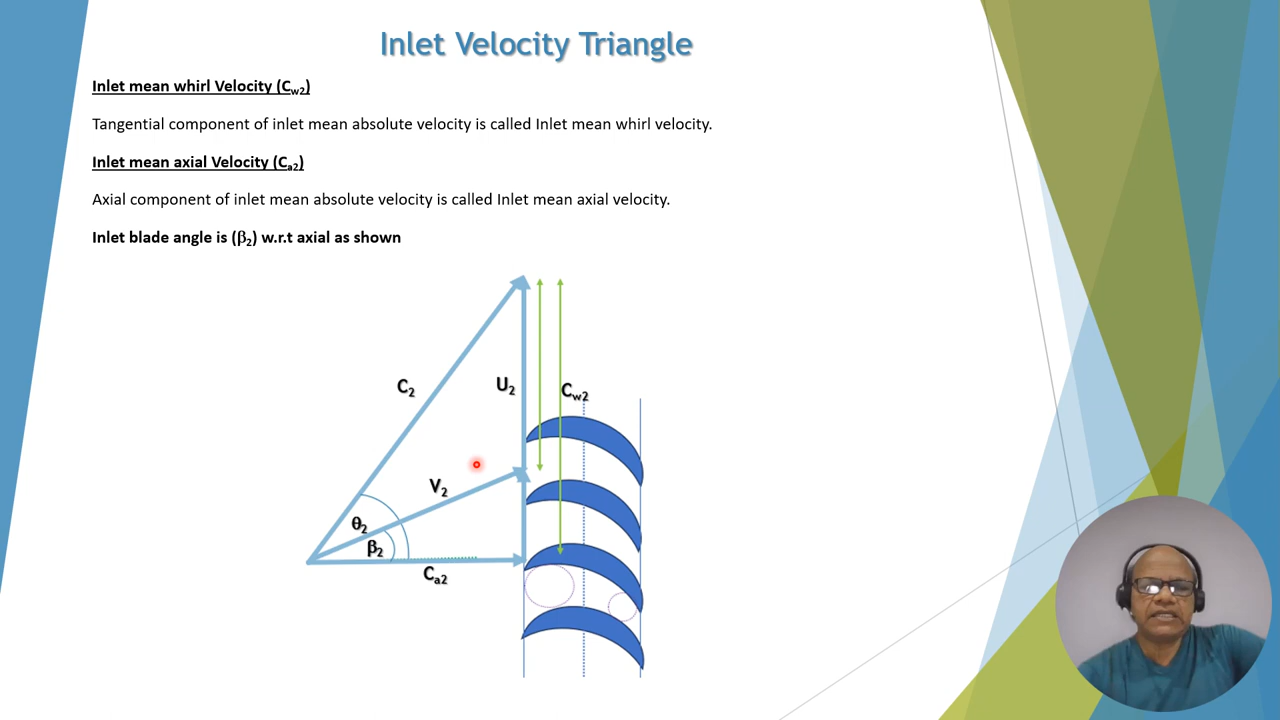 Inlet Velocity Triangle
Inlet mean whirl Velocity (Cw2)
Tangential component of inlet mean absolute velocity is called Inlet mean whirl velocity.
Inlet mean axial Velocity (Ca2)
Axial component of inlet mean absolute velocity is called Inlet mean axial velocity.
Inlet blade angle is (β2) w.r.t axial as shown
C2
U2
Cw2
V2
θ2
β2
Ca2